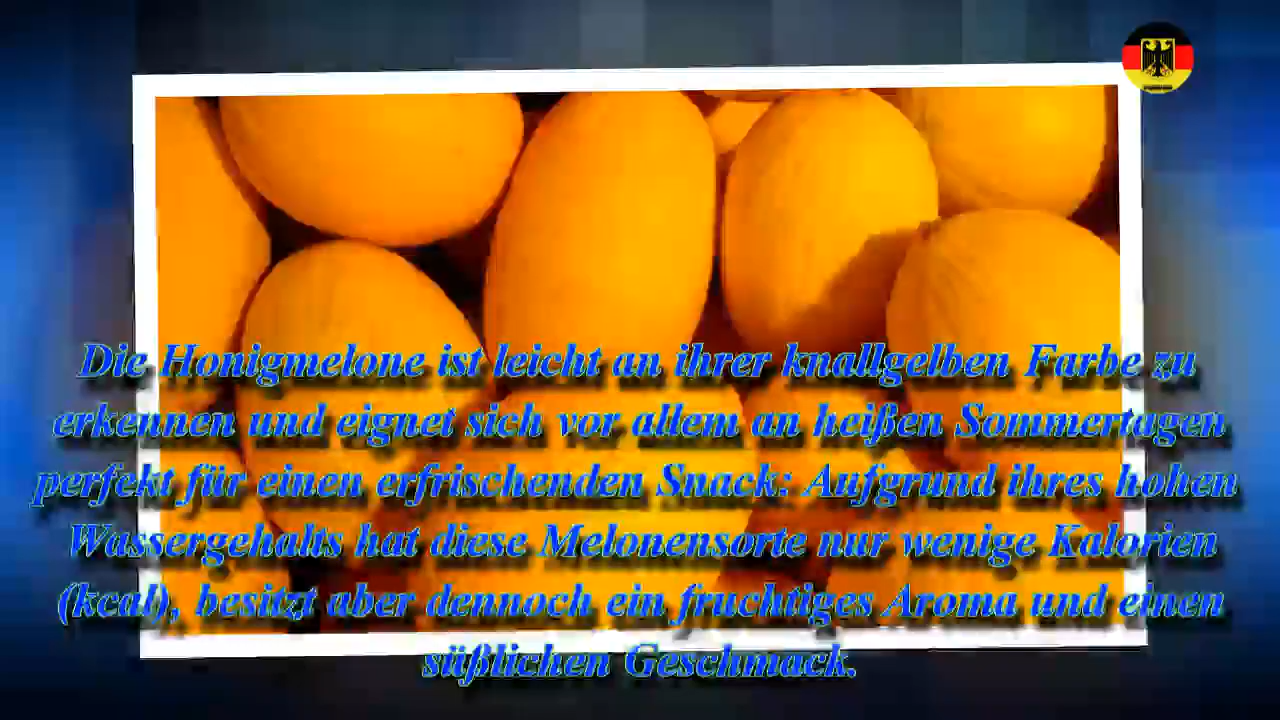 Die Honigmelone ist leicht an ihrer knallgelben Farbe zu
erkennen und eignet sich vor allem an heißen Sommertagen
perfekt für einen erfrischenden Snack: Aufgrund ihres hohen
Wassergehalts hat diese Melonensorte nur wenige Kalorien
(kcal), besitzt aber dennoch ein fruchtiges Aroma und einen
süßlichen Geschmack.